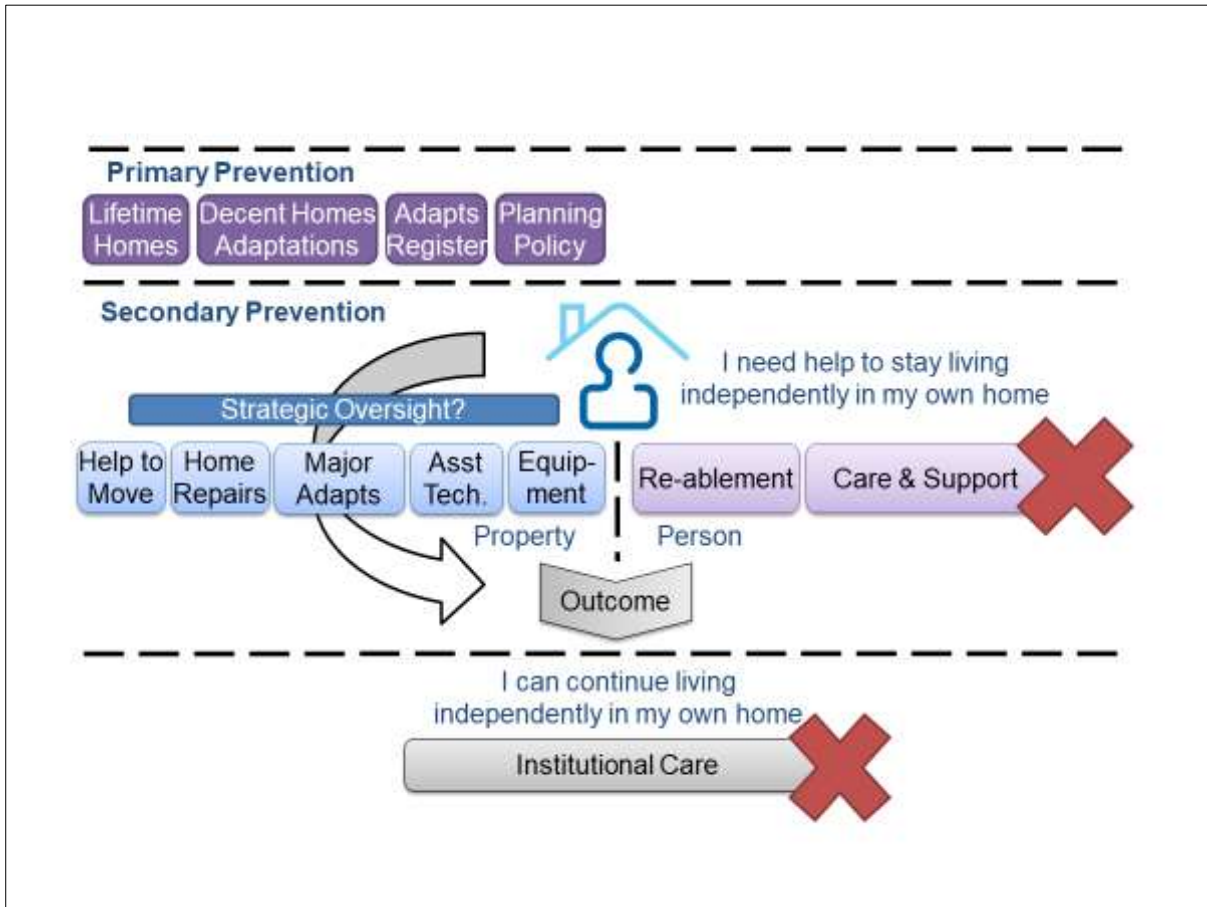 Primary Prevention
Lifetime
Homes
Decent Homes
Adaptations
Adapts
Register
Planning
Policy
Secondary Prevention
I need help to stay living
independently in my own home
Strategic Oversight?
Help to
Move
Home
Repairs
Major
Adapts
Asst
Tech.
Equip-
ment
Re-ablement
Care & Support
Property
Person
Outcome
I can continue living
independently in my own home
Institutional Care